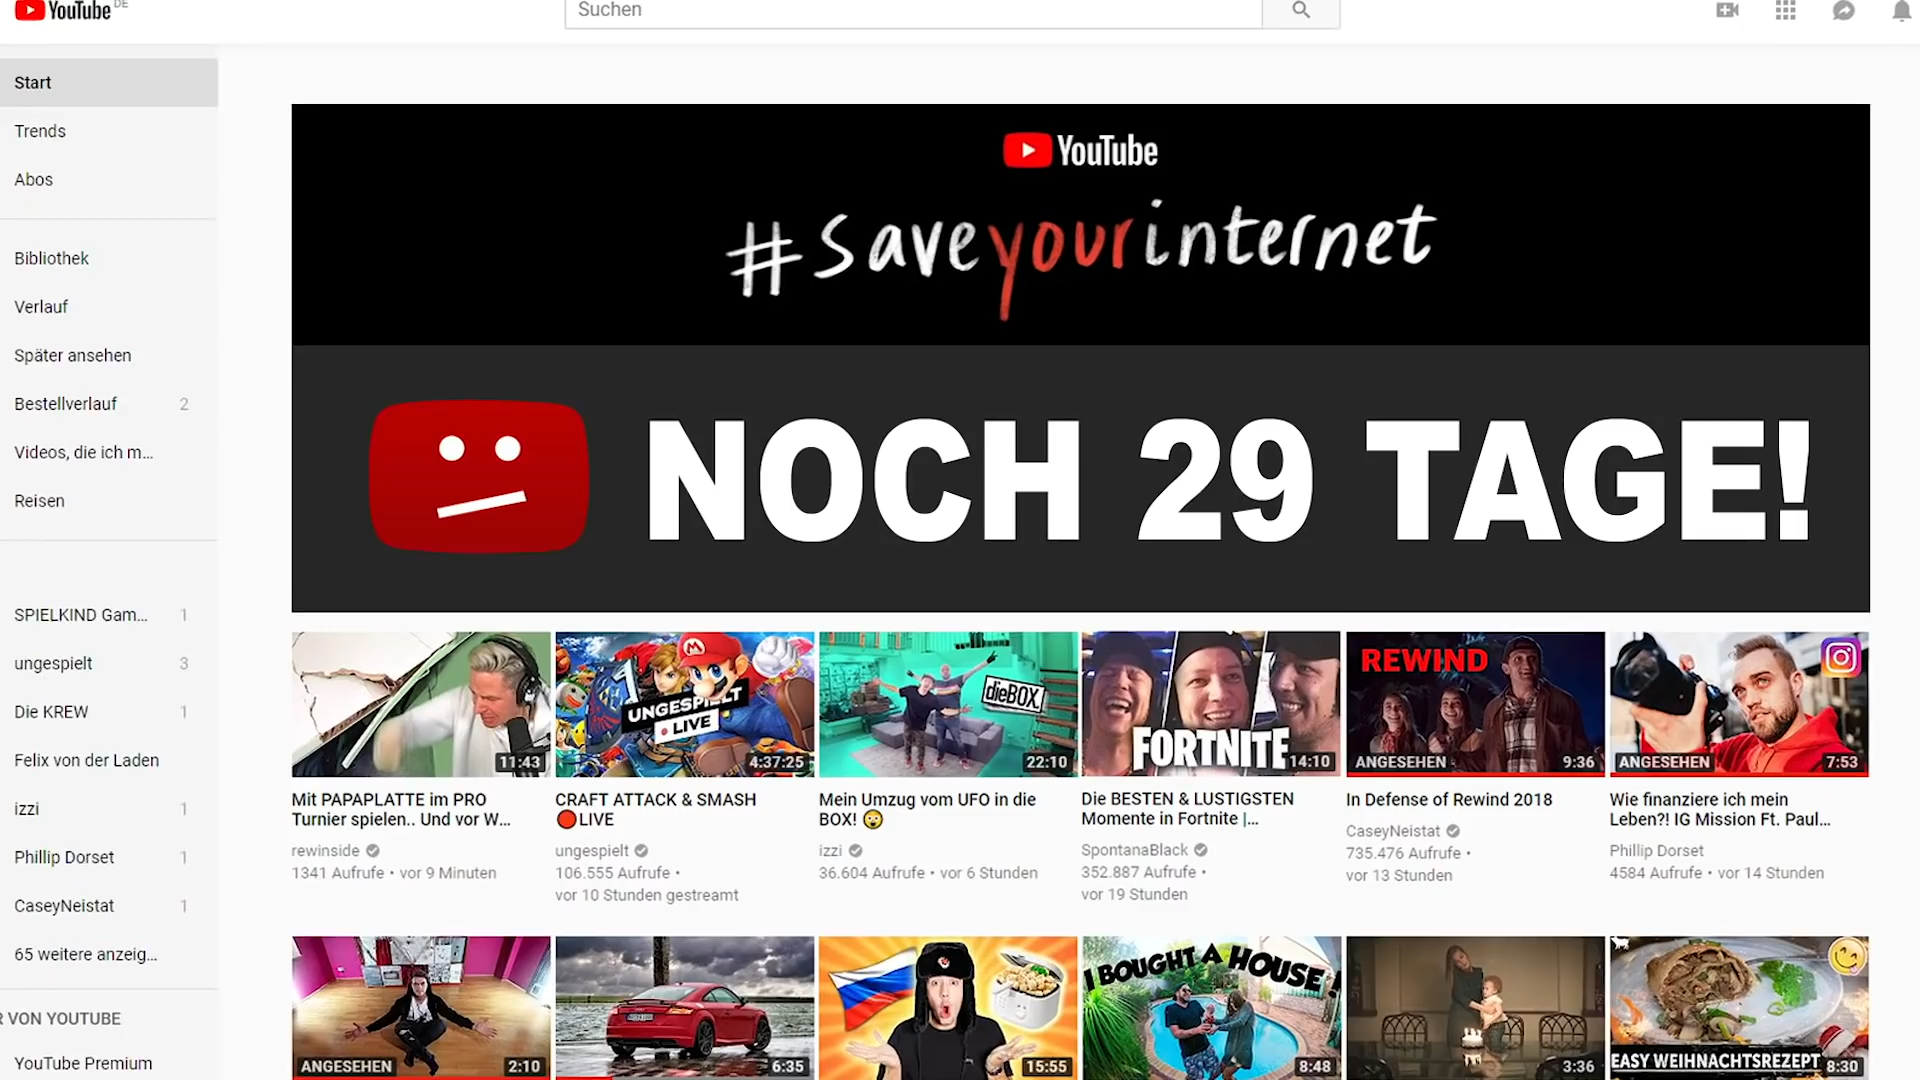 YouTube DE
Suchen
Start
Trends
Abos
Bibliothek
Verlauf
Später ansehen
Bestellverlauf 2
Videos, die ich m...
Reisen
SPIELKIND Gam... 1
ungespielt 3
Die KREW 1
Felix von der Laden
izzi 1
Phillip Dorset 1
CaseyNeistat 1
65 weitere anzeig...
R VON YOUTUBE
YouTube Premium
YouTube
#saveyourinternet
NOCH 29 TAGE!
11:43
Mit PAPAPLATTE im PRO
Turnier spielen.. Und vor W...
rewinside
1341 Aufrufe • vor 9 Minuten
UNGESPIELT
LIVE
4:37:25
CRAFT ATTACK & SMASH
🔴LIVE
ungespielt
106.555 Aufrufe •
vor 10 Stunden gestreamt
dieBOX.
22:10
Mein Umzug vom UFO in die
BOX! 😲
izzi
36.604 Aufrufe • vor 6 Stunden
FORTNITE
14:10
Die BESTEN & LUSTIGSTEN
Momente in Fortnite |...
SpontanaBlack
352.887 Aufrufe •
vor 19 Stunden
REWIND
ANGESEHEN 9:36
In Defense of Rewind 2018
CaseyNeistat
735.476 Aufrufe •
vor 13 Stunden
ANGESEHEN 7:53
Wie finanziere ich mein
Leben?! IG Mission Ft. Paul...
Phillip Dorset
4584 Aufrufe • vor 14 Stunden
ANGESEHEN 2:10
6:35
15:55
I BOUGHT A HOUSE!
8:48
3:36
EASY WEIHNACHTSREZEPT
8:30